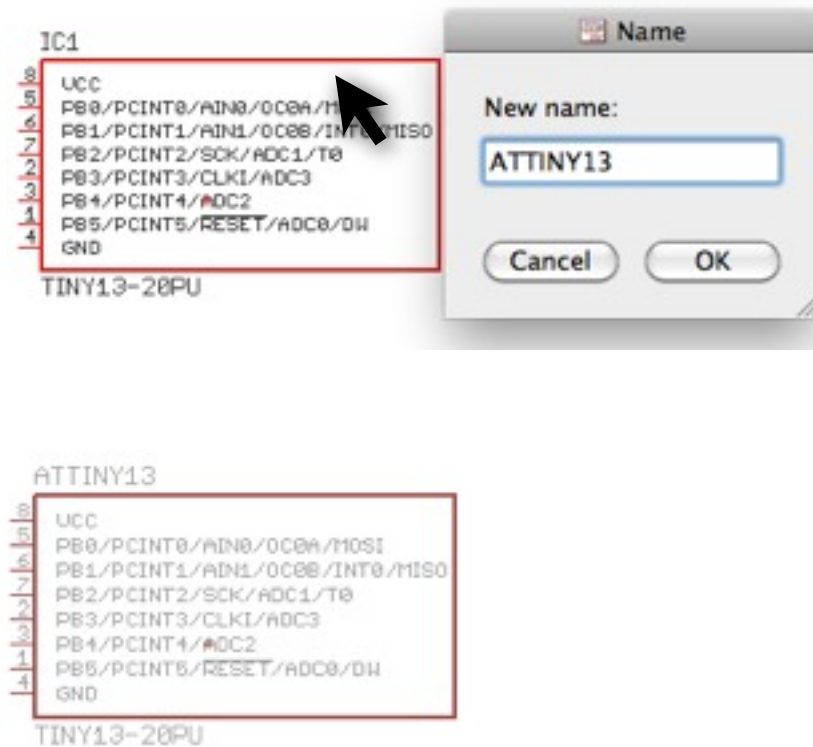 IC1
8 VCC
5 PB0/PCINT0/AIN0/OC0A/M
6 PB1/PCINT1/AIN1/OC0B/INT0/MISO
7 PB2/PCINT2/SCK/ADC1/T0
2 PB3/PCINT3/CLKI/ADC3
3 PB4/PCINT4/ADC2
1 PB5/PCINT5/RESET/ADC0/DW
4 GND
TINY13-20PU
Name
New name:
ATTINY13
Cancel OK
ATTINY13
8 VCC
5 PB0/PCINT0/AIN0/OC0A/MOSI
6 PB1/PCINT1/AIN1/OC0B/INT0/MISO
7 PB2/PCINT2/SCK/ADC1/T0
2 PB3/PCINT3/CLKI/ADC3
3 PB4/PCINT4/ADC2
1 PB5/PCINT5/RESET/ADC0/DW
4 GND
TINY13-20PU